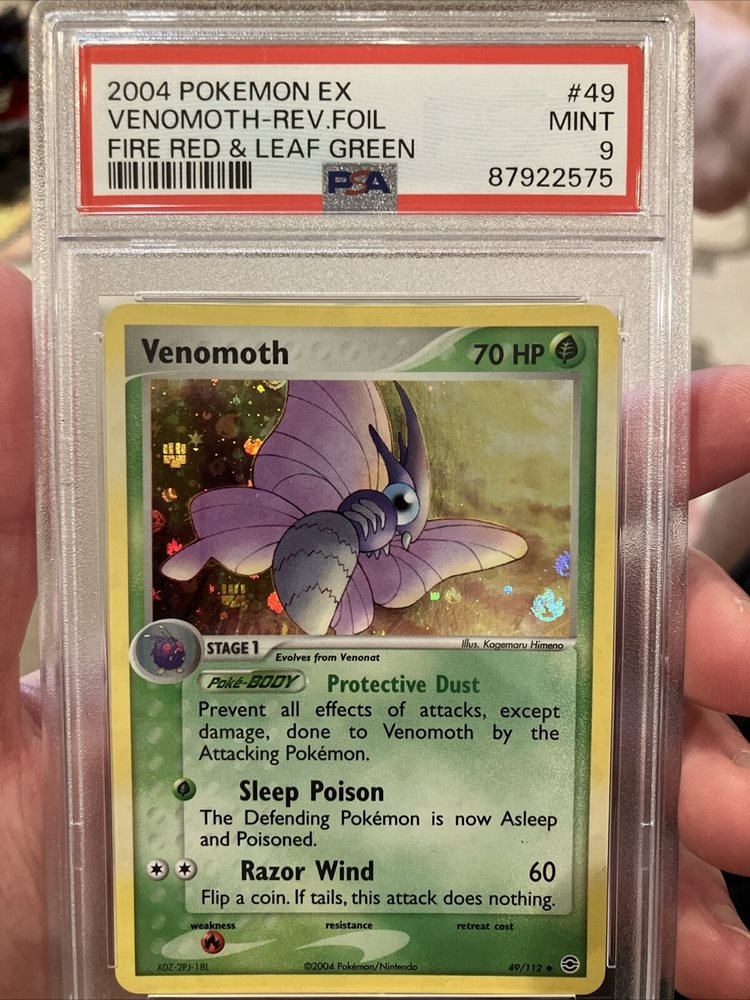 2004 POKEMON EX #49
VENOMOTH-REV.FOIL MINT
FIRE RED & LEAF GREEN 9
PSA 87922575
Venomoth 70 HP
STAGE 1 Illus. Kagemaru Himeno
Evolves from Venonat
Poké-BODY Protective Dust
Prevent all effects of attacks, except
damage, done to Venomoth by the
Attacking Pokémon.
Sleep Poison
The Defending Pokémon is now Asleep
and Poisoned.
Razor Wind 60
Flip a coin. If tails, this attack does nothing.
weakness resistance retreat cost
X0Z-2PJ-18L ©2004 Pokémon/Nintendo 49/112